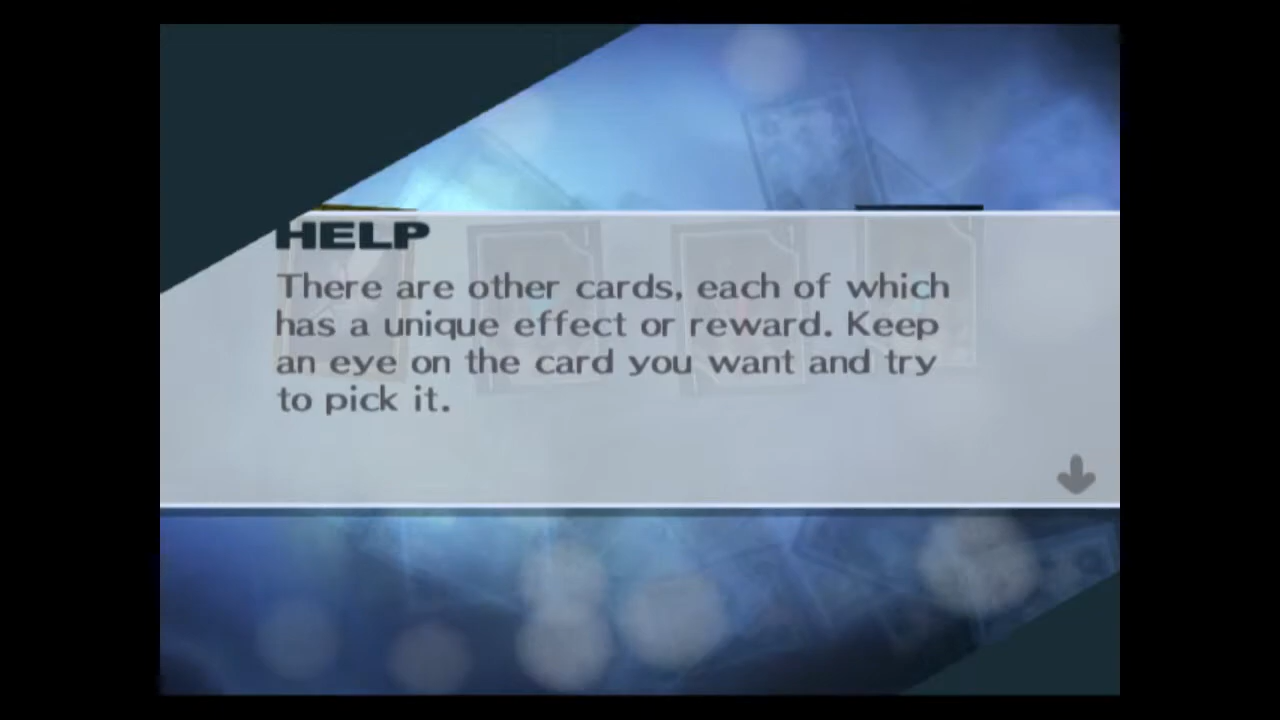 HELP
There are other cards, each of which
has a unique effect or reward. Keep
an eye on the card you want and try
to pick it.